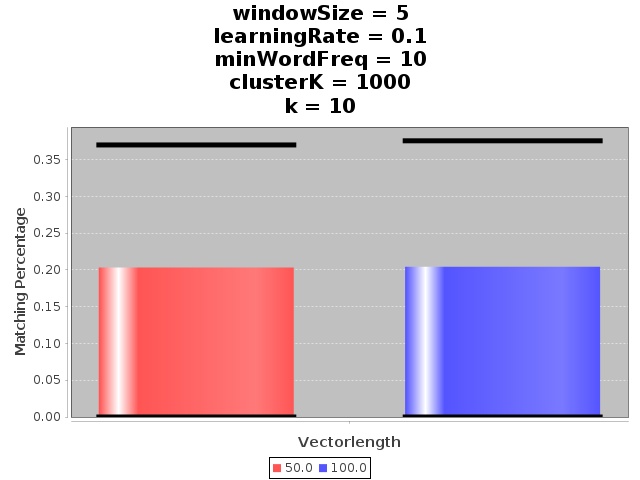 windowSize = 5
learningRate = 0.1
minWordFreq = 10
clusterK = 1000
k = 10
Matching Percentage
0.35
0.30
0.25
0.20
0.15
0.10
0.05
0.00
Vectorlength
50.0 100.0